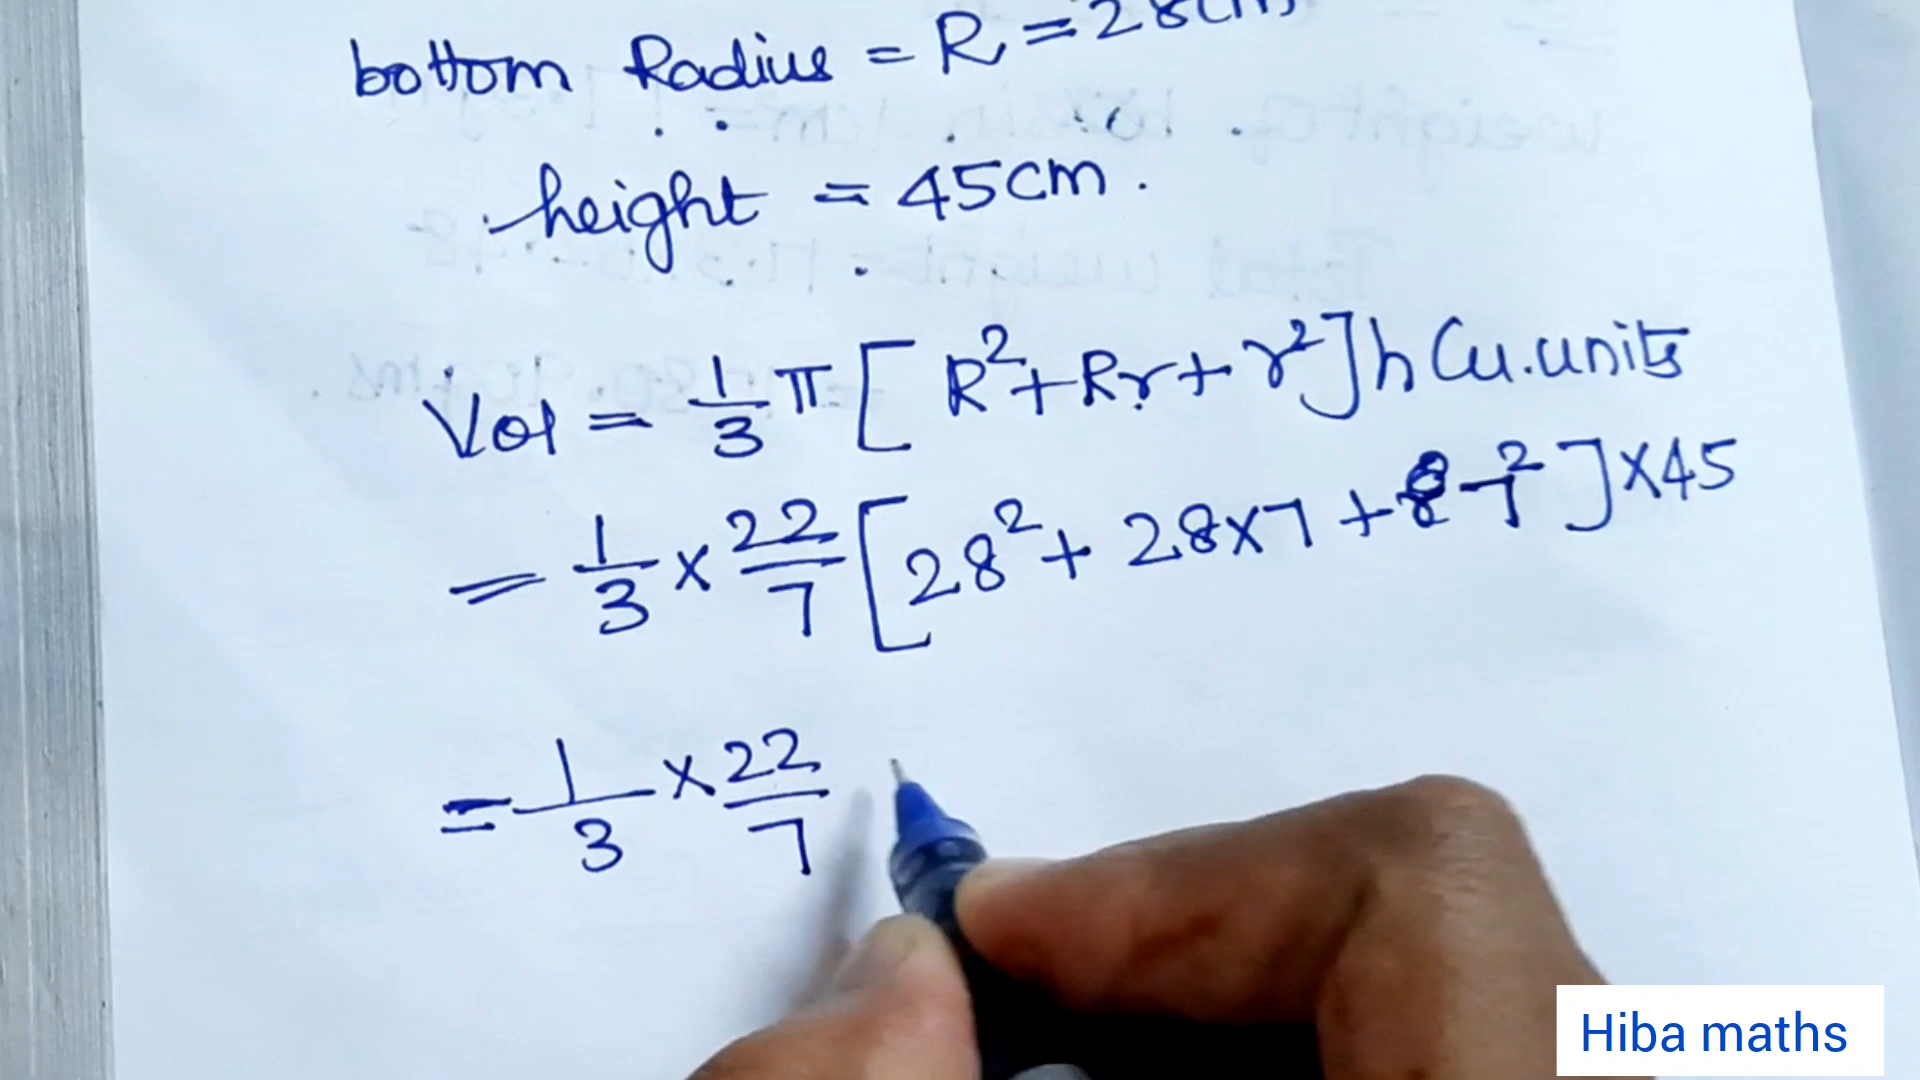 bottom Radius = R = 28cm
height = 45cm.
Vol = 1/3 π [ R² + Rr + r² ] h Cu.units
= 1/3 × 22/7 [ 28² + 28×7 + 7² ] ×45
= 1/3 × 22/7
Hiba maths